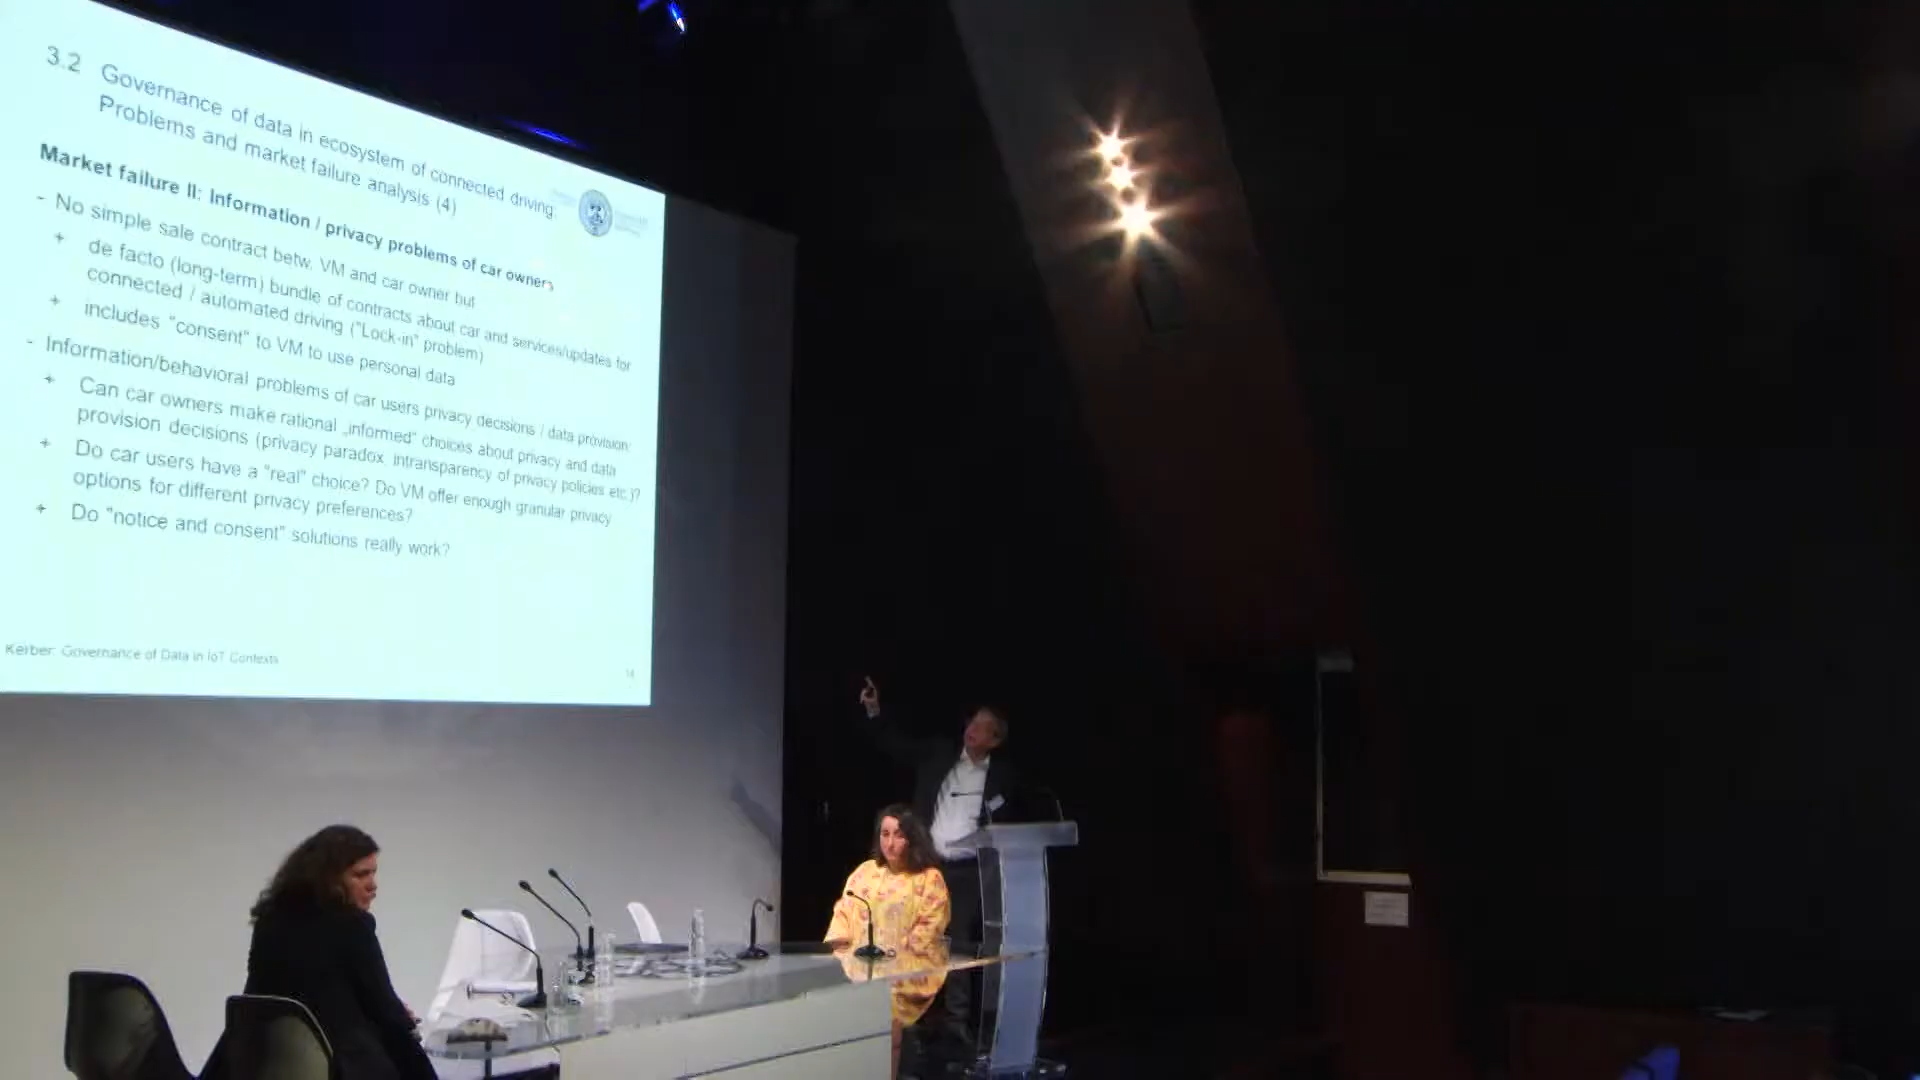 3.2 Governance of data in ecosystem of connected driving:
Problems and market failure analysis (4)
Market failure II: Information / privacy problems of car owners
- No simple sale contract betw. VM and car owner but
+ de facto (long-term) bundle of contracts about car and services/updates for
connected / automated driving ("Lock-in" problem)
+ includes "consent" to VM to use personal data
- Information/behavioral problems of car users privacy decisions / data provision:
+ Can car owners make rational „informed" choices about privacy and data
provision decisions (privacy paradox, intransparency of privacy policies etc.)?
+ Do car users have a "real" choice? Do VM offer enough granular privacy
options for different privacy preferences?
+ Do "notice and consent" solutions really work?
Kerber: Governance of Data in IoT Contexts
14